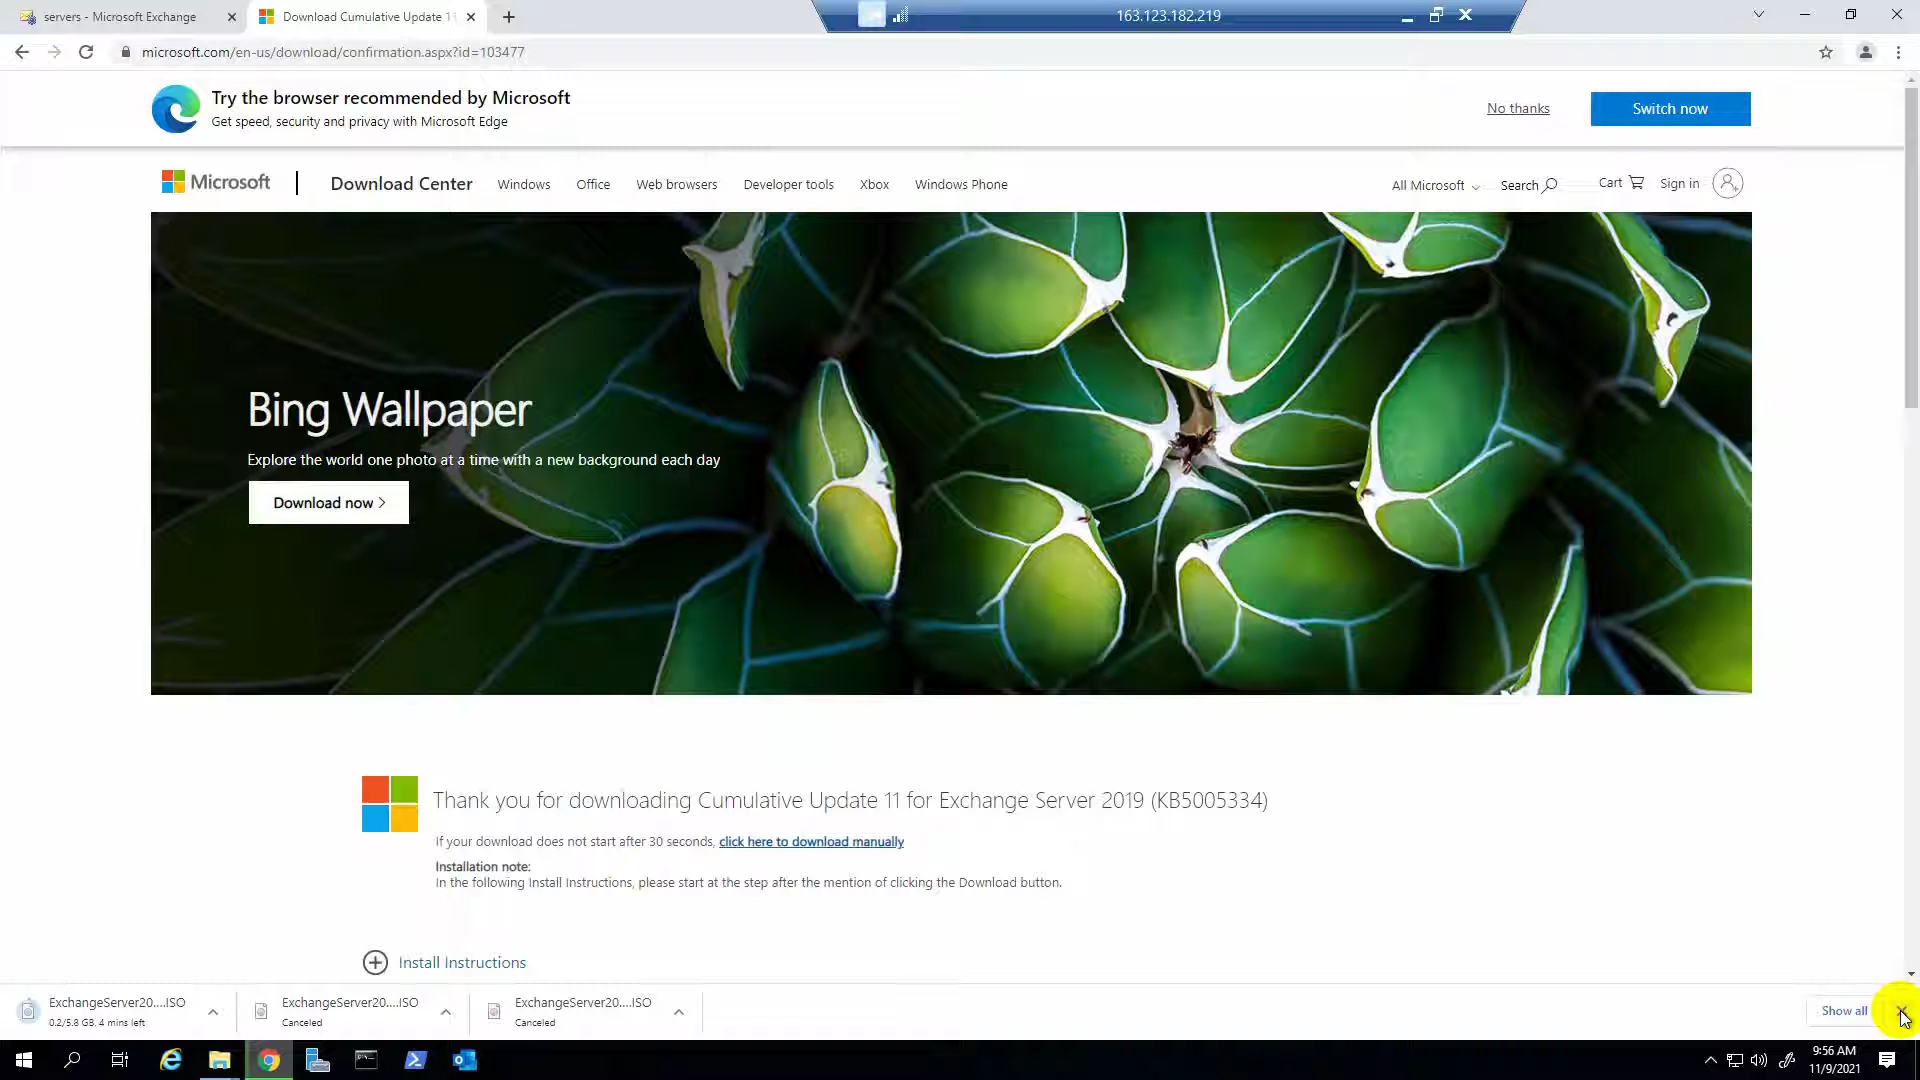 servers - Microsoft Exchange
Download Cumulative Update 11
163.123.182.219
microsoft.com/en-us/download/confirmation.aspx?id=103477
Try the browser recommended by Microsoft
Get speed, security and privacy with Microsoft Edge
No thanks
Switch now
Microsoft
Download Center
Windows
Office
Web browsers
Developer tools
Xbox
Windows Phone
All Microsoft
Search
Cart
Sign in
Bing Wallpaper
Explore the world one photo at a time with a new background each day
Download now
Thank you for downloading Cumulative Update 11 for Exchange Server 2019 (KB5005334)
If your download does not start after 30 seconds, click here to download manually
Installation note:
In the following Install Instructions, please start at the step after the mention of clicking the Download button.
Install Instructions
ExchangeServer20....ISO
0.2/5.8 GB, 4 mins left
ExchangeServer20....ISO
Canceled
ExchangeServer20....ISO
Canceled
Show all
9:56 AM
11/9/2021